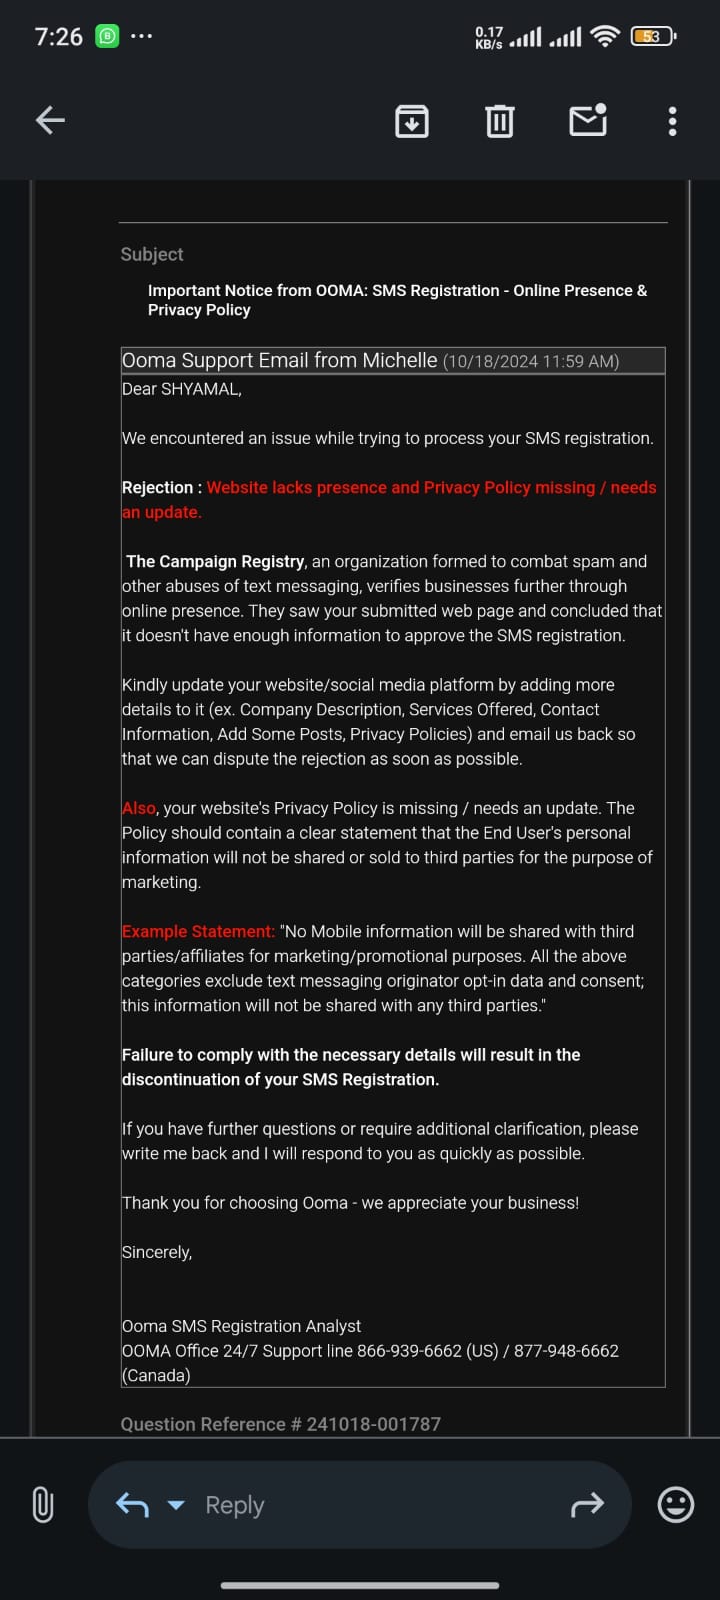 7:26
0.17
KB/s
53
Subject
Important Notice from OOMA: SMS Registration - Online Presence &
Privacy Policy
Ooma Support Email from Michelle (10/18/2024 11:59 AM)
Dear SHYAMAL,
We encountered an issue while trying to process your SMS registration.
Rejection : Website lacks presence and Privacy Policy missing / needs
an update.
The Campaign Registry, an organization formed to combat spam and
other abuses of text messaging, verifies businesses further through
online presence. They saw your submitted web page and concluded that
it doesn't have enough information to approve the SMS registration.
Kindly update your website/social media platform by adding more
details to it (ex. Company Description, Services Offered, Contact
Information, Add Some Posts, Privacy Policies) and email us back so
that we can dispute the rejection as soon as possible.
Also, your website's Privacy Policy is missing / needs an update. The
Policy should contain a clear statement that the End User's personal
information will not be shared or sold to third parties for the purpose of
marketing.
Example Statement: "No Mobile information will be shared with third
parties/affiliates for marketing/promotional purposes. All the above
categories exclude text messaging originator opt-in data and consent;
this information will not be shared with any third parties."
Failure to comply with the necessary details will result in the
discontinuation of your SMS Registration.
If you have further questions or require additional clarification, please
write me back and I will respond to you as quickly as possible.
Thank you for choosing Ooma - we appreciate your business!
Sincerely,
Ooma SMS Registration Analyst
OOMA Office 24/7 Support line 866-939-6662 (US) / 877-948-6662
(Canada)
Question Reference # 241018-001787
Reply